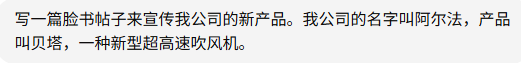 写一篇脸书帖子来宣传我公司的新产品。我公司的名字叫阿尔法，产品
叫贝塔，一种新型超高速吹风机。